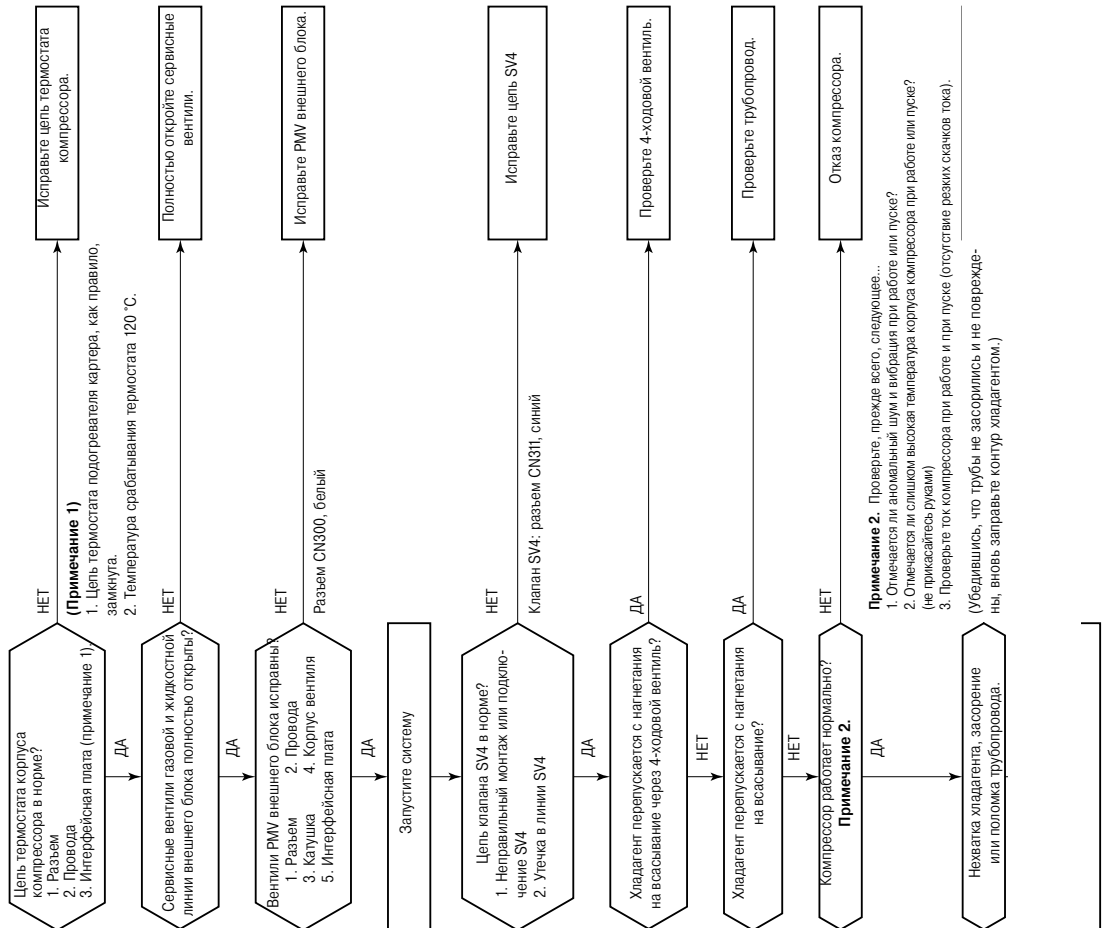 Цепь термостата корпуса
компрессора в норме?
1. Разъем
2. Провода
3. Интерфейсная плата (примечание 1)
НЕТ
(Примечание 1)
1. Цепь термостата подогревателя картера, как правило,
замкнута.
2. Температура срабатывания термостата 120 °C.
Исправьте цепь термостата
компрессора.
ДА
Сервисные вентили газовой и жидкостной
линии внешнего блока полностью открыты?
НЕТ
Полностью откройте сервисные
вентили.
ДА
Вентили PMV внешнего блока исправны?
1. Разъем 2. Провода
3. Катушка 4. Корпус вентиля
5. Интерфейсная плата
НЕТ
Разъем CN300, белый
Исправьте PMV внешнего блока.
ДА
Запустите систему
Цепь клапана SV4 в норме?
1. Неправильный монтаж или подклю-
чение SV4
2. Утечка в линии SV4
НЕТ
Клапан SV4: разъем CN311, синий
Исправьте цепь SV4
ДА
Хладагент перепускается с нагнетания
на всасывание через 4-ходовой вентиль?
ДА
Проверьте 4-ходовой вентиль.
НЕТ
Хладагент перепускается с нагнетания
на всасывание?
ДА
Проверьте трубопровод.
НЕТ
Компрессор работает нормально?
Примечание 2.
НЕТ
Отказ компрессора.
Примечание 2. Проверьте, прежде всего, следующее...
1. Отмечается ли аномальный шум и вибрация при работе или пуске?
2. Отмечается ли слишком высокая температура корпуса компрессора при работе или пуске?
(не прикасайтесь руками)
3. Проверьте ток компрессора при работе и при пуске (отсутствие резких скачков тока).
ДА
Нехватка хладагента, засорение
или поломка трубопровода.
(Убедившись, что трубы не засорились и не поврежде-
ны, вновь заправьте контур хладагентом.)